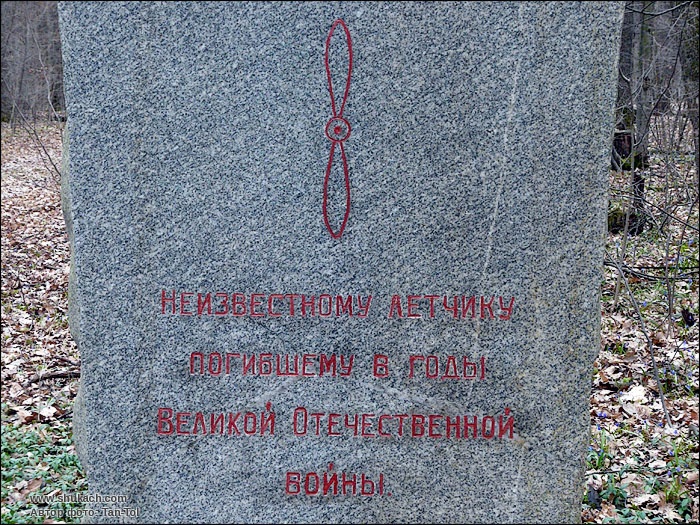 Неизвестному летчику
погибшему в годы
Великой Отечественной
войны
www.shukach.com
Автор фото- Tan-Tol